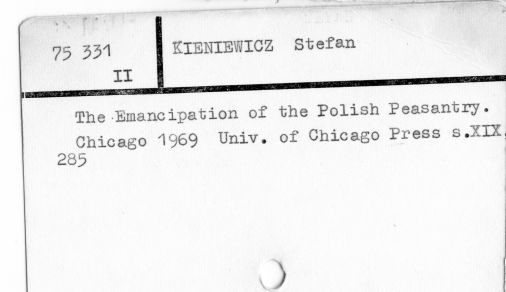 75 331
II
KIENIEWICZ Stefan
The Emancipation of the Polish Peasantry.
Chicago 1969 Univ. of Chicago Press s.XIX,
285